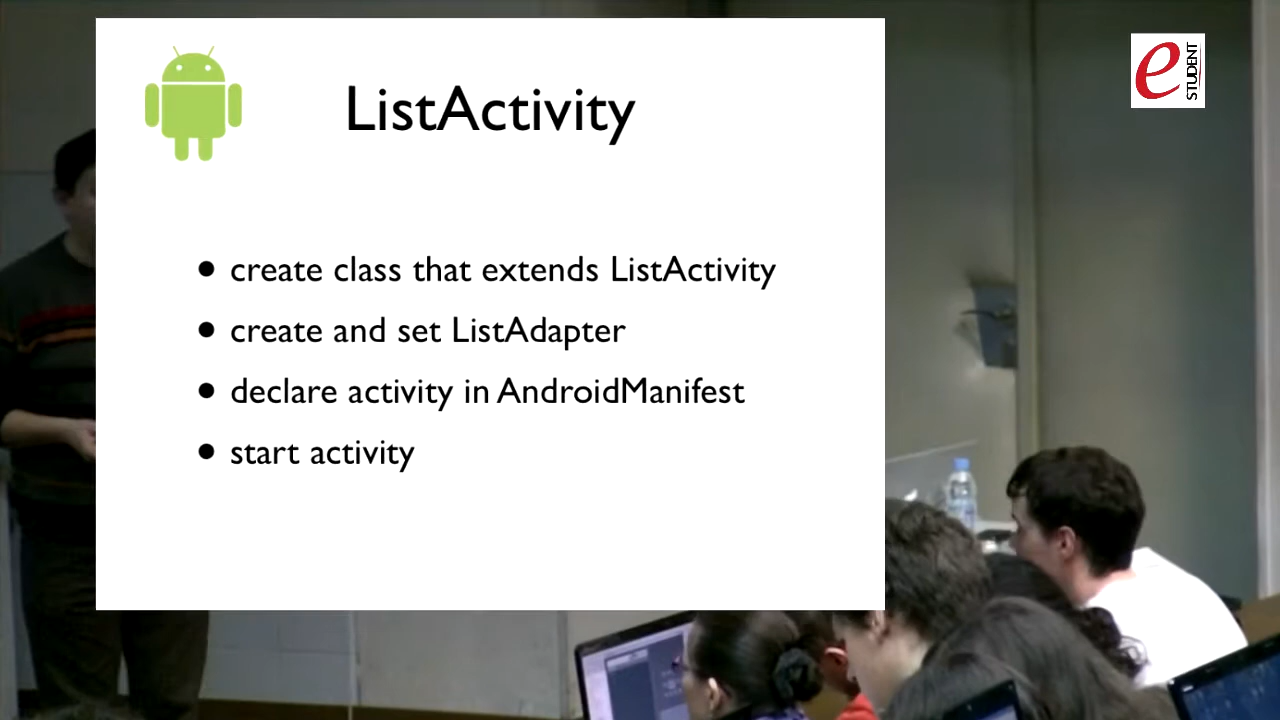 ListActivity
• create class that extends ListActivity
• create and set ListAdapter
• declare activity in AndroidManifest
• start activity
e STUDENT